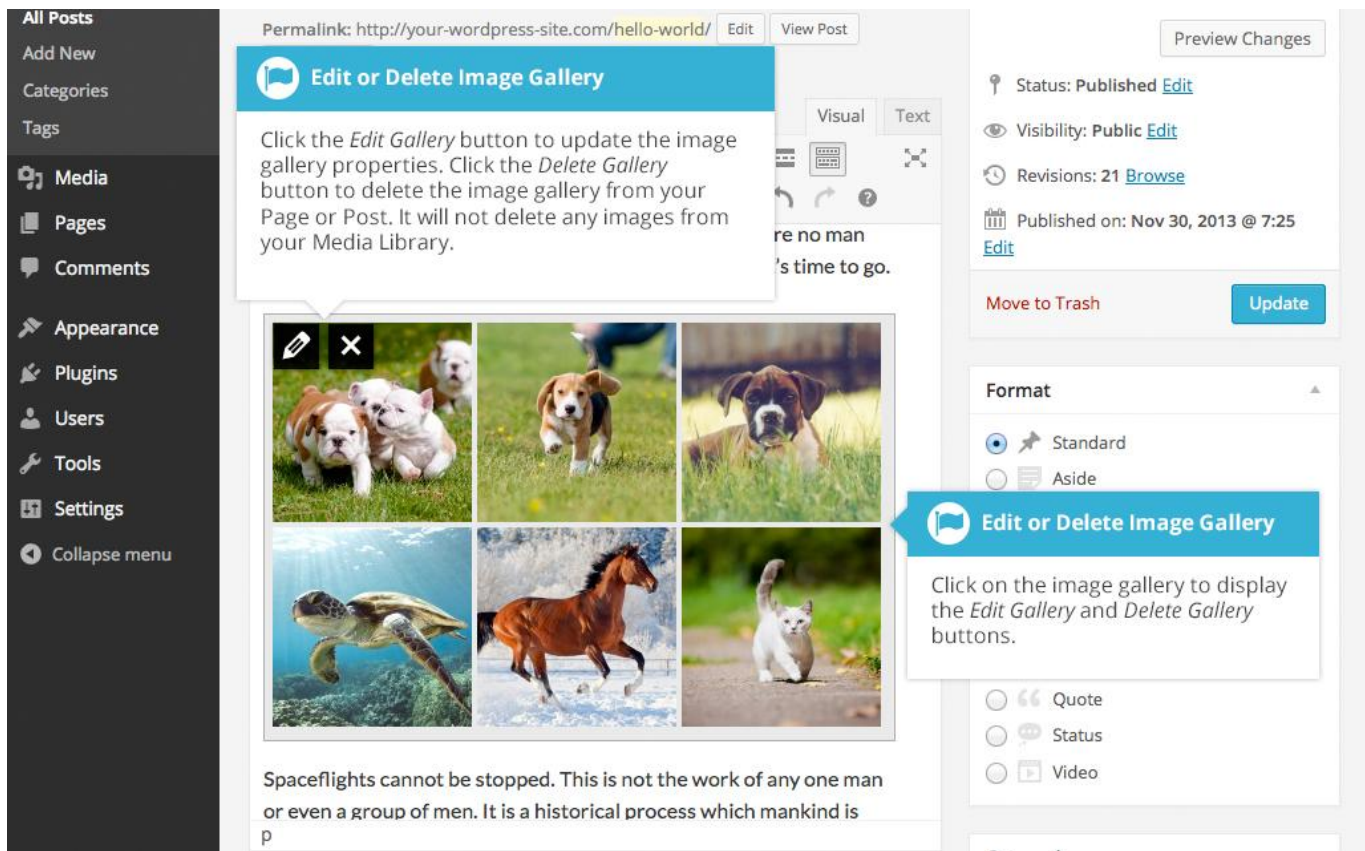 All Posts
Add New
Categories
Tags
Media
Pages
Comments
Appearance
Plugins
Users
Tools
Settings
Collapse menu
Permalink: http://your-wordpress-site.com/hello-world/ Edit View Post
Edit or Delete Image Gallery
Click the Edit Gallery button to update the image
gallery properties. Click the Delete Gallery
button to delete the image gallery from your
Page or Post. It will not delete any images from
your Media Library.
Visual Text
re no man
's time to go.
Spaceflights cannot be stopped. This is not the work of any one man
or even a group of men. It is a historical process which mankind is
p
Preview Changes
Status: Published Edit
Visibility: Public Edit
Revisions: 21 Browse
Published on: Nov 30, 2013 @ 7:25
Edit
Move to Trash Update
Format
Standard
Aside
Edit or Delete Image Gallery
Click on the image gallery to display
the Edit Gallery and Delete Gallery
buttons.
Quote
Status
Video